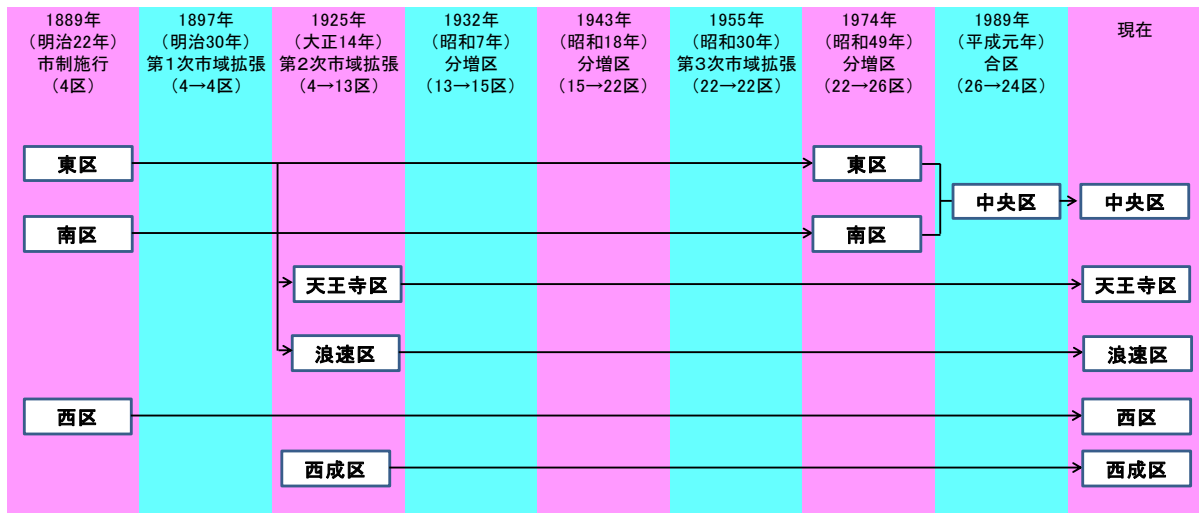 1889年
（明治22年）
市制施行
（4区）
1897年
（明治30年）
第１次市域拡張
（4→4区）
1925年
（大正14年）
第２次市域拡張
（4→13区）
1932年
（昭和7年）
分増区
（13→15区）
1943年
（昭和18年）
分増区
（15→22区）
1955年
（昭和30年）
第３次市域拡張
（22→22区）
1974年
（昭和49年）
分増区
（22→26区）
1989年
（平成元年）
合区
（26→24区）
現在
東区
東区
中央区
中央区
南区
南区
天王寺区
天王寺区
浪速区
浪速区
西区
西区
西成区
西成区